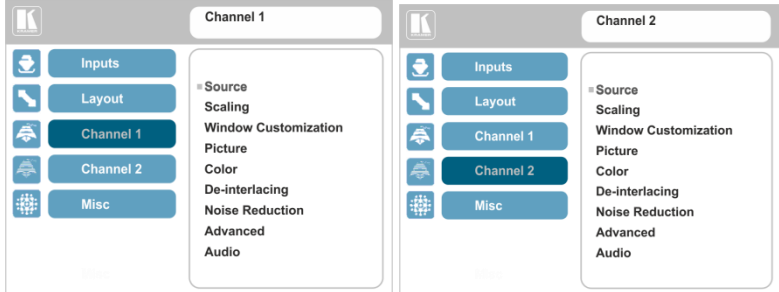 Channel 1
Inputs
Layout
Channel 1
Channel 2
Misc
Source
Scaling
Window Customization
Picture
Color
De-interlacing
Noise Reduction
Advanced
Audio
Channel 2
Inputs
Layout
Channel 1
Channel 2
Misc
Source
Scaling
Window Customization
Picture
Color
De-interlacing
Noise Reduction
Advanced
Audio